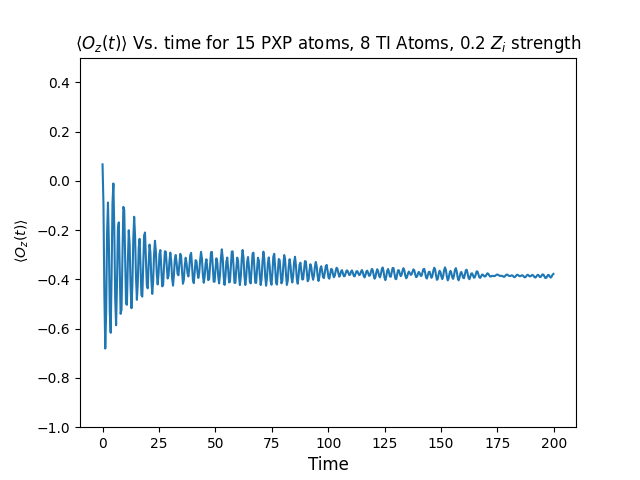 ⟨O_z(t)⟩ Vs. time for 15 PXP atoms, 8 TI Atoms, 0.2 Z_i strength
0.4
0.2
0.0
−0.2
−0.4
−0.6
−0.8
−1.0
⟨O_z(t)⟩
0 25 50 75 100 125 150 175 200
Time